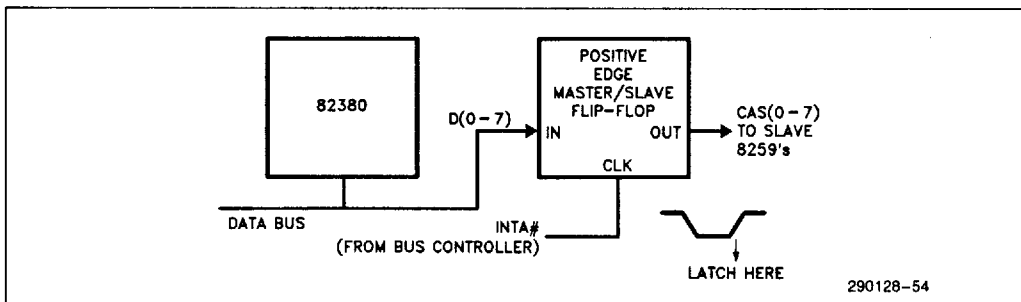 82380
POSITIVE
EDGE
MASTER/SLAVE
FLIP-FLOP
D(0-7)
IN
OUT
CLK
CAS(0-7)
TO SLAVE
8259's
DATA BUS
INTA#
(FROM BUS CONTROLLER)
LATCH HERE
290128-54